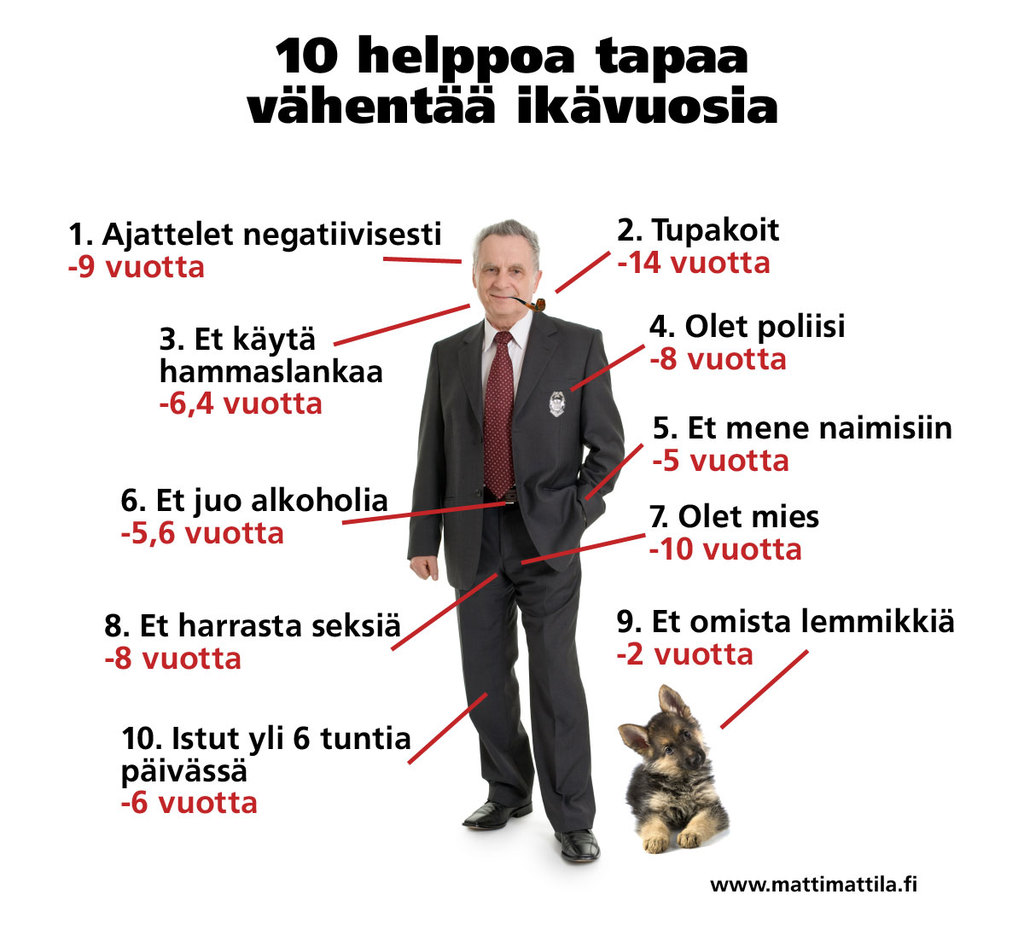 10 helppoa tapaa
vähentää ikävuosia
1. Ajattelet negatiivisesti
-9 vuotta
2. Tupakoit
-14 vuotta
3. Et käytä
hammaslankaa
-6,4 vuotta
4. Olet poliisi
-8 vuotta
5. Et mene naimisiin
-5 vuotta
6. Et juo alkoholia
-5,6 vuotta
7. Olet mies
-10 vuotta
8. Et harrasta seksiä
-8 vuotta
9. Et omista lemmikkiä
-2 vuotta
10. Istut yli 6 tuntia
päivässä
-6 vuotta
www.mattimattila.fi